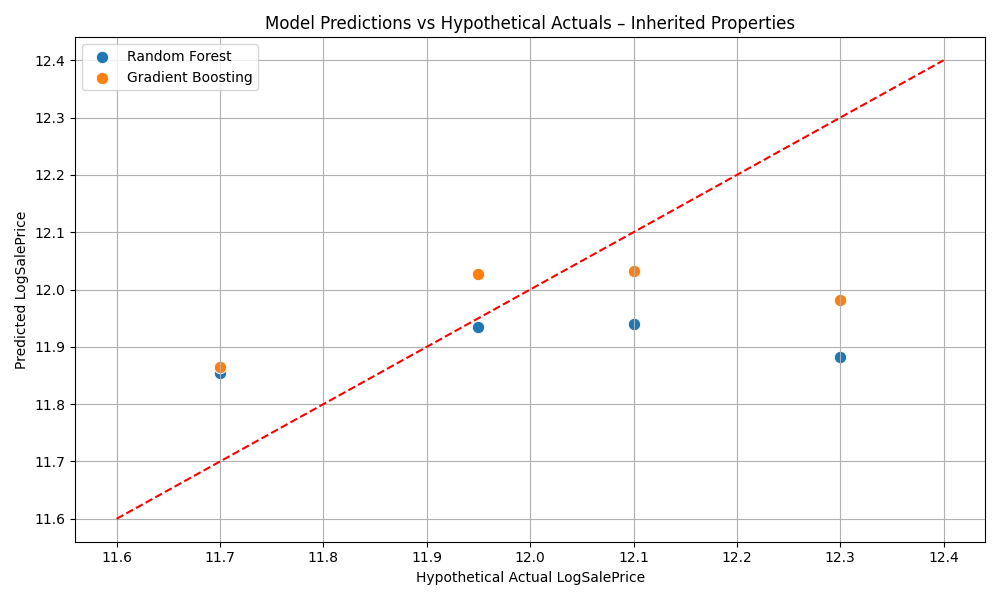 Model Predictions vs Hypothetical Actuals – Inherited Properties
Random Forest
Gradient Boosting
12.4
12.3
12.2
12.1
12.0
11.9
11.8
11.7
11.6
Predicted LogSalePrice
11.6 11.7 11.8 11.9 12.0 12.1 12.2 12.3 12.4
Hypothetical Actual LogSalePrice